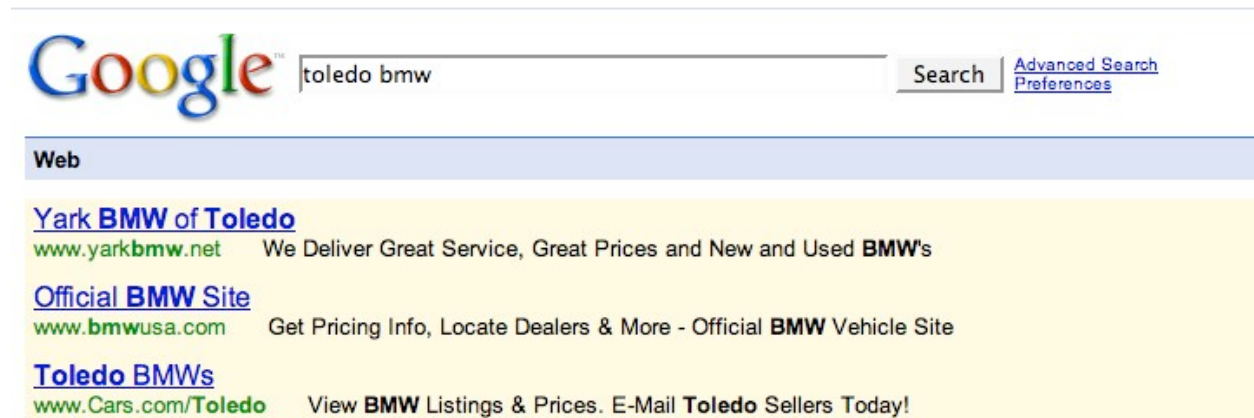 Google™ toledo bmw Search Advanced Search
Preferences
Web
Yark BMW of Toledo
www.yarkbmw.net We Deliver Great Service, Great Prices and New and Used BMW's
Official BMW Site
www.bmwusa.com Get Pricing Info, Locate Dealers & More - Official BMW Vehicle Site
Toledo BMWs
www.Cars.com/Toledo View BMW Listings & Prices. E-Mail Toledo Sellers Today!